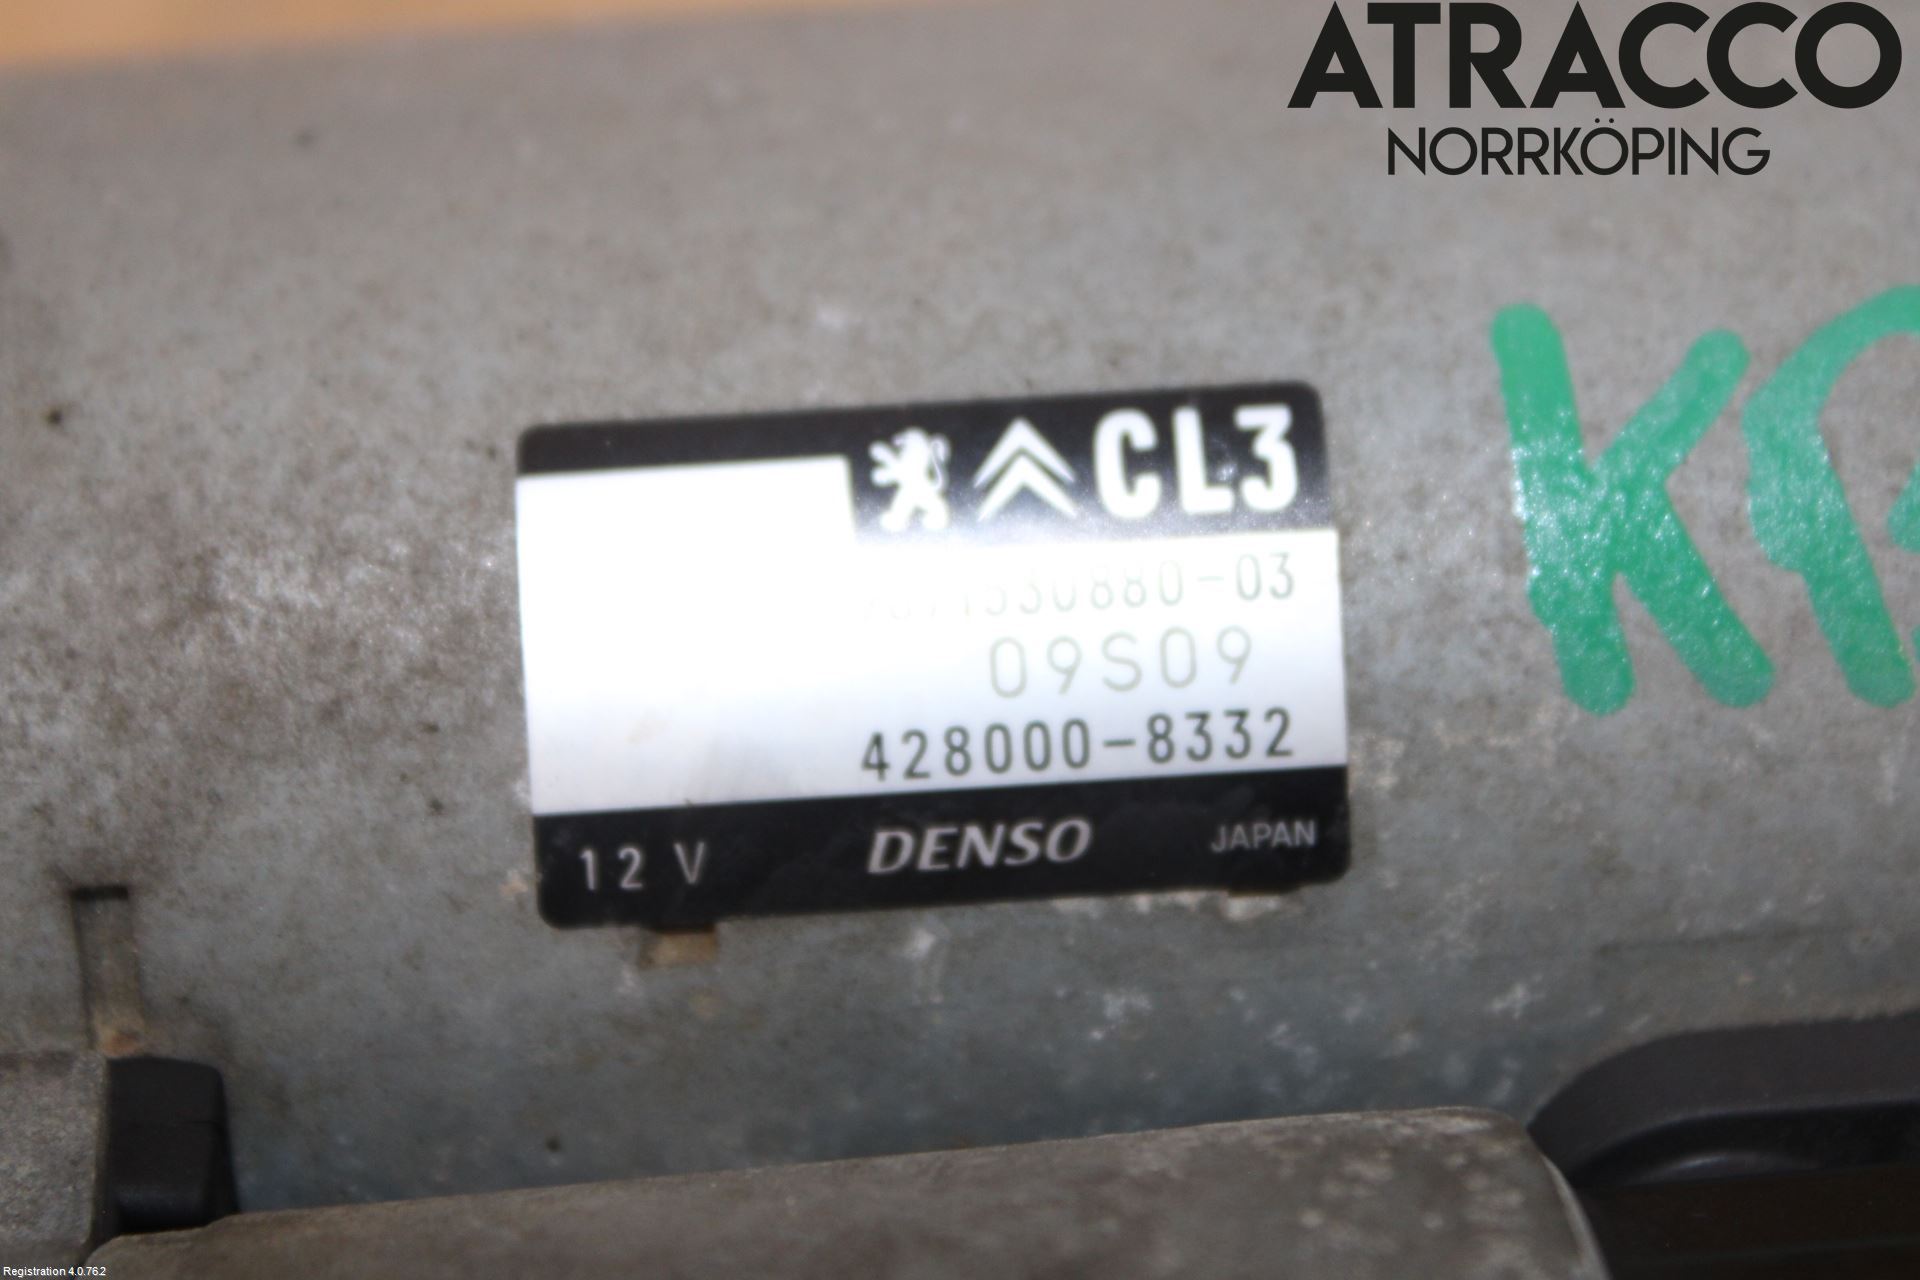 ATRACCO
NORRKÖPING
CL3
09S09
428000-8332
12 V DENSO JAPAN
Registration 4.0.76.2